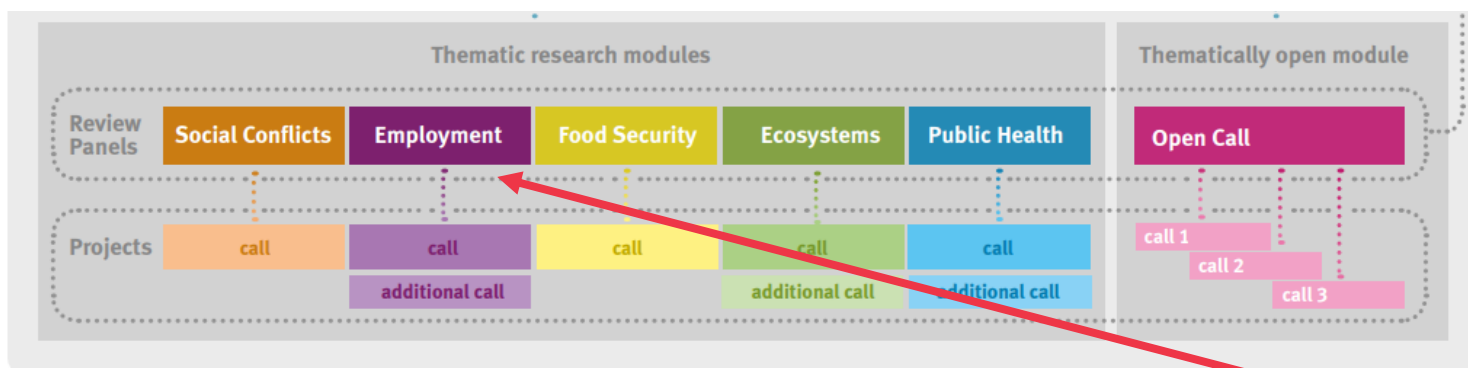 Thematic research modules
Thematically open module
Review
Panels
Social Conflicts
Employment
Food Security
Ecosystems
Public Health
Open Call
Projects
call
call
call
call
call
additional call
additional call
additional call
call 1
call 2
call 3